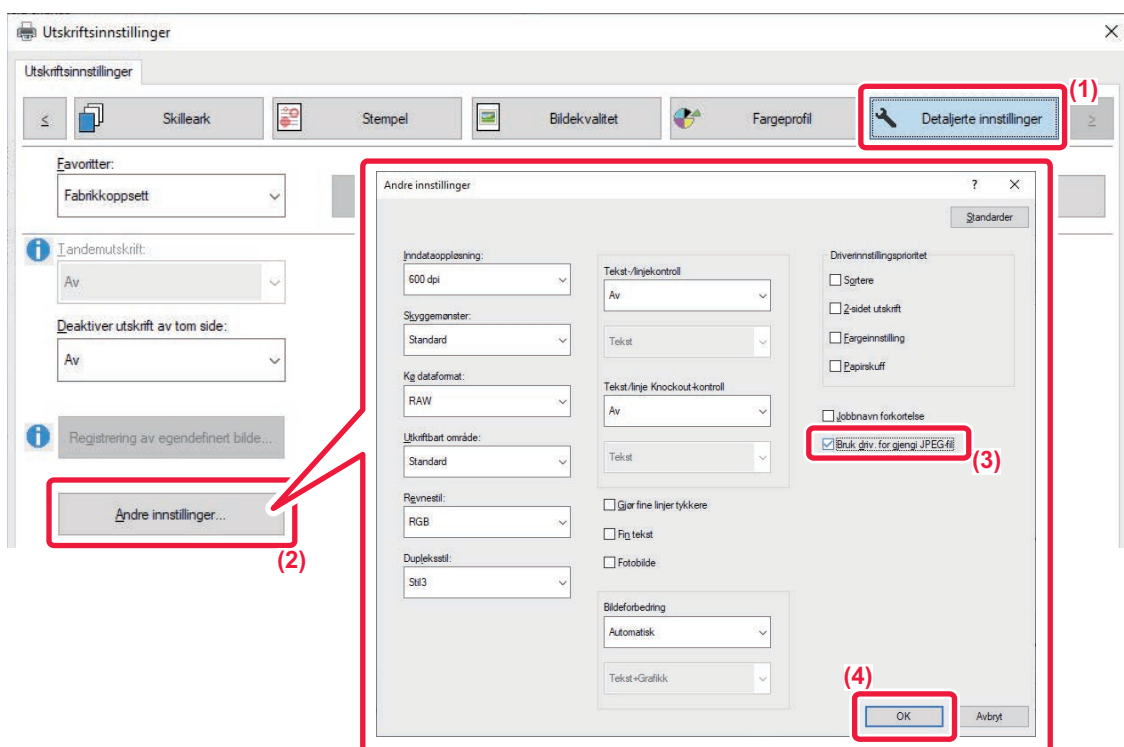 Utskriftsinnstillinger
Utskriftsinnstillinger
(1)
<
Skilleark
Stempel
Bildekvalitet
Fargeprofil
Detaljerte innstillinger
>
Favoritter:
Fabrikkoppsett
Tandemutskrift:
Av
Deaktiver utskrift av tom side:
Av
Registrering av egendefinert bilde...
Andre innstillinger...
(2)
Andre innstillinger
?
Standarder
Inndataoppløsning:
600 dpi
Skyggemønster:
Standard
Kø dataformat:
RAW
Utkriftbart område:
Standard
Revnestil:
RGB
Dupleksstil:
Stil3
Tekst-/linjekontroll
Av
Tekst
Tekst/linje Knockout-kontroll
Av
Tekst
Gjør fine linjer tykkere
Fin tekst
Fotobilde
Bildeforbedring
Automatisk
Tekst+Grafikk
Driverinnstillingsprioritet
Sortere
2-sidet utskrift
Fargeinnstilling
Papirskuff
Jobbnavn forkortelse
Bruk driv. for gjengi JPEG-fil
(3)
(4)
OK
Avbryt